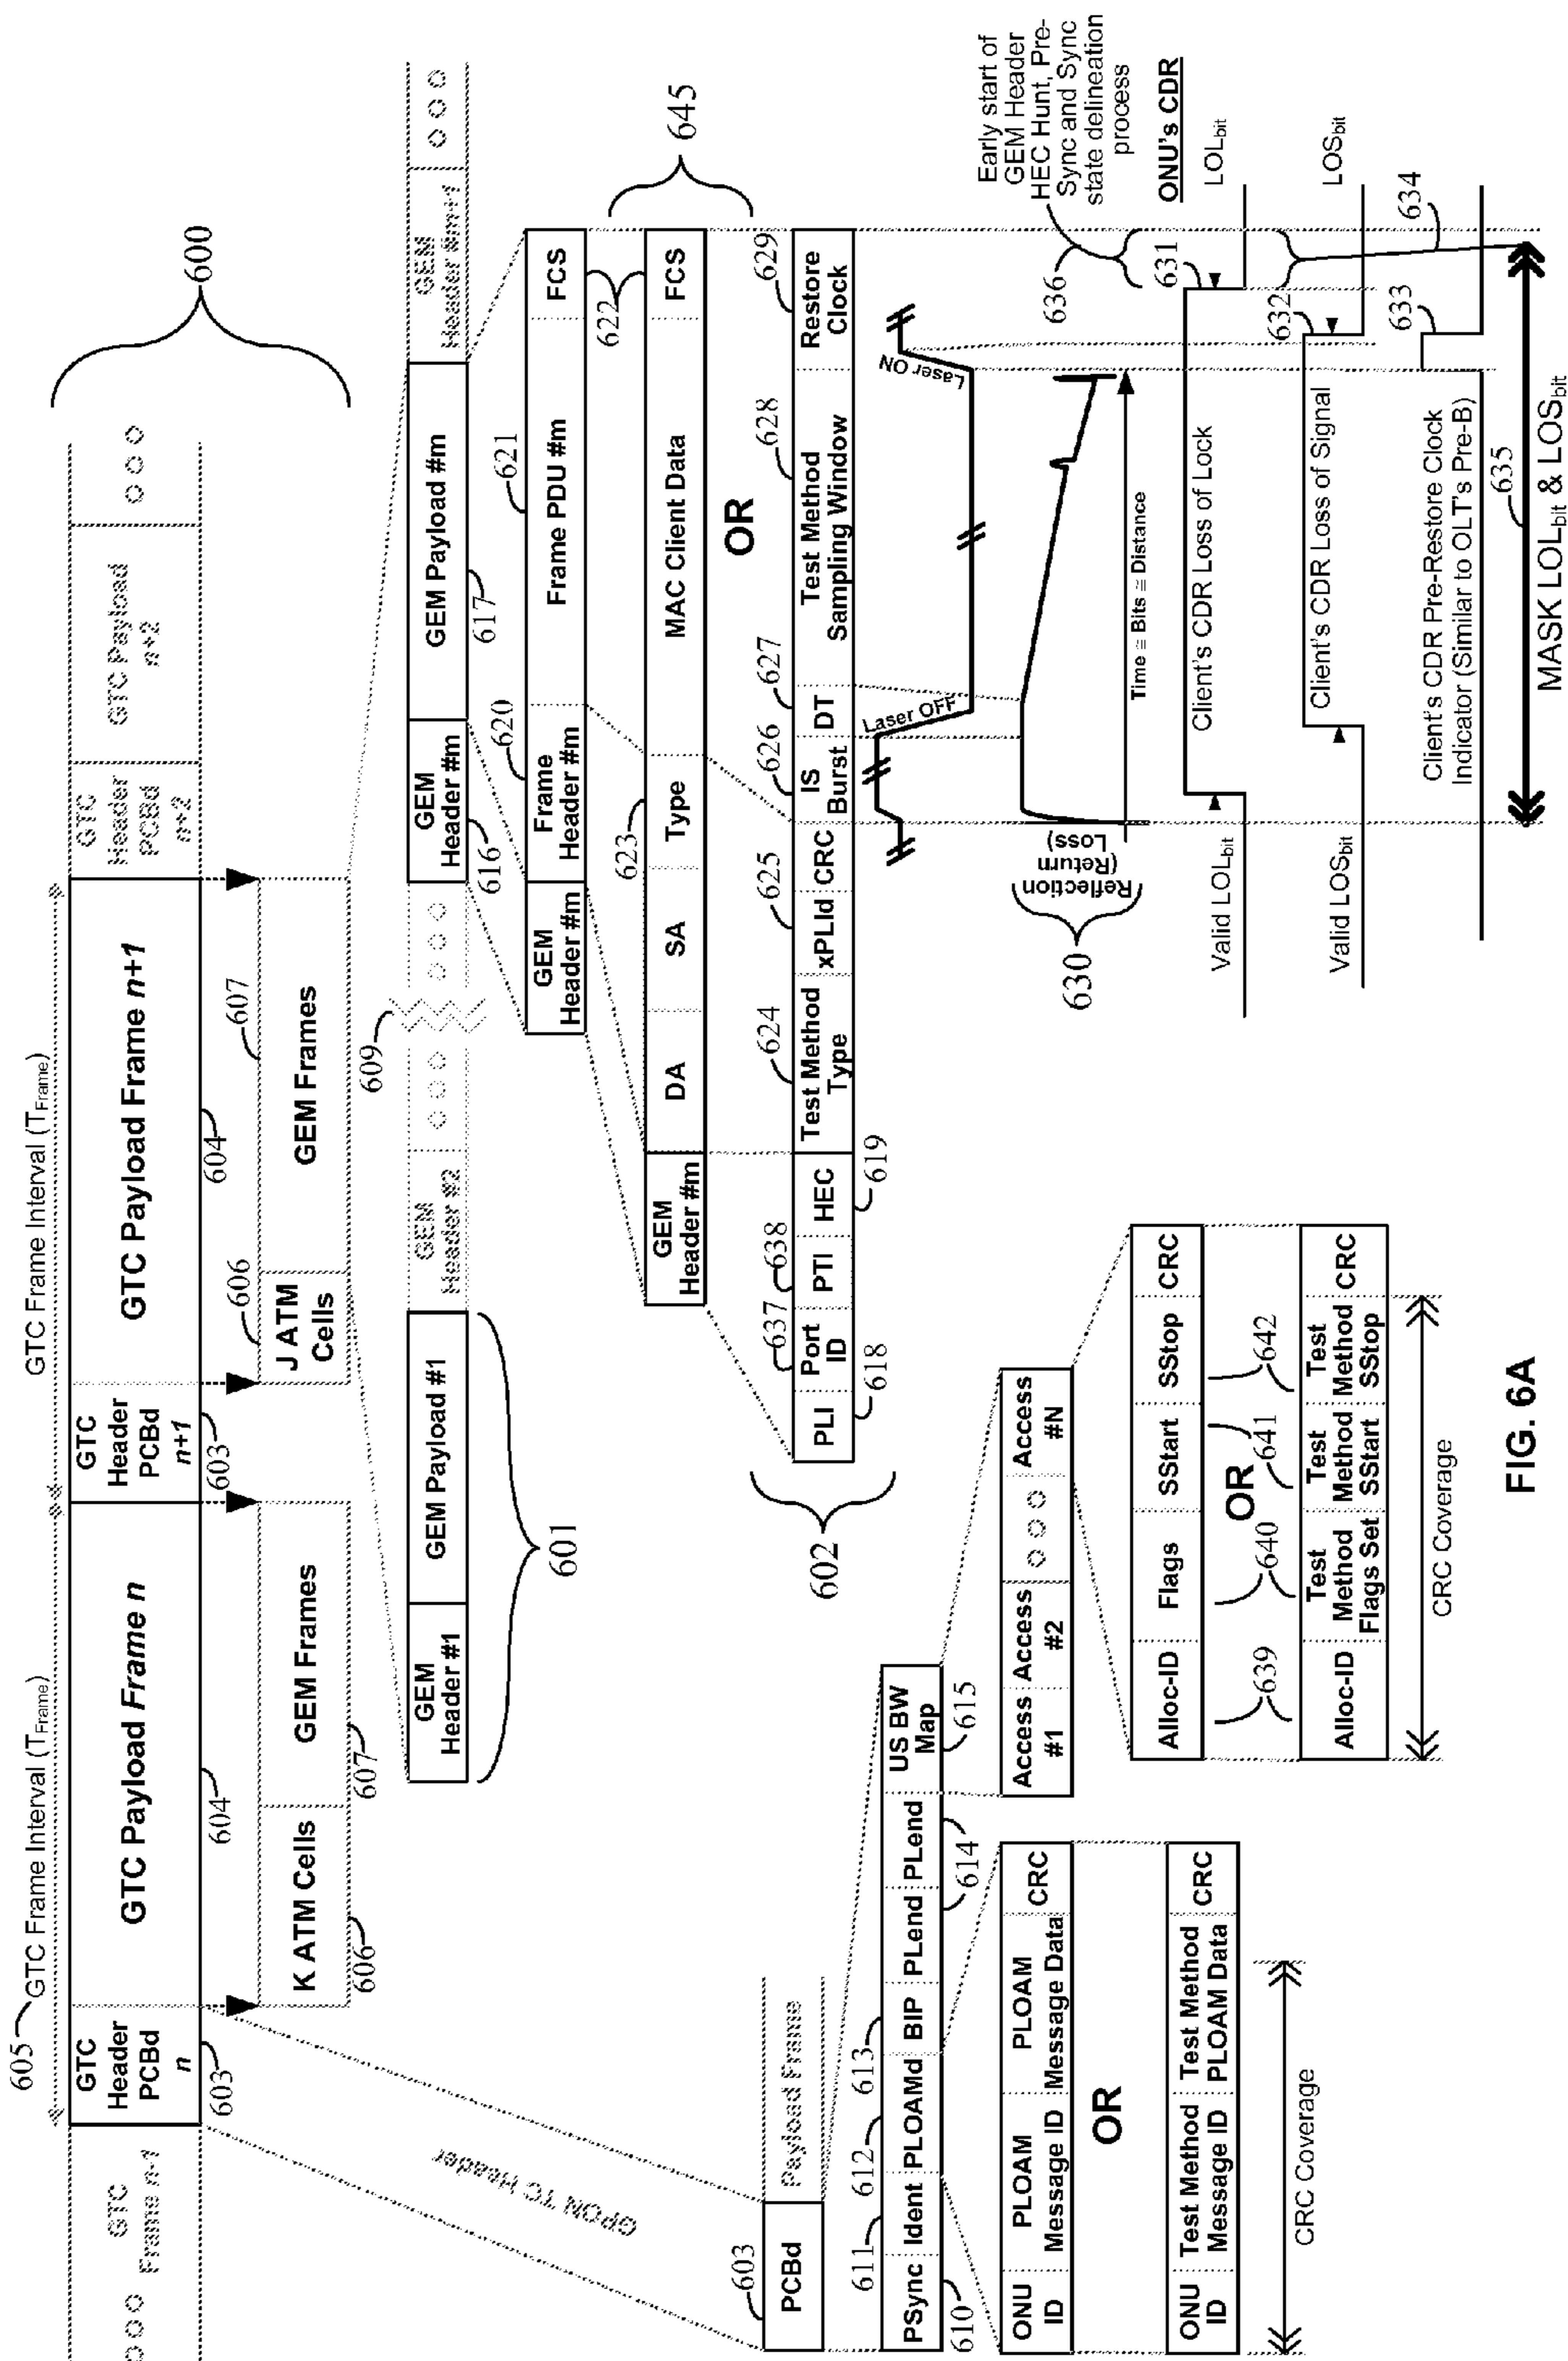 605
GTC Frame Interval (TFrame)
GTC Frame Interval (TFrame)
GTC
Frame n-1
GTC
Header
PCBd
n
GTC Payload Frame n
GTC
Header
PCBd
n+1
GTC Payload Frame n+1
GTC
Header
PCBd
n+2
GTC Payload
n+2
600
603
604
603
604
606
607
K ATM Cells
GEM Frames
J ATM
Cells
GEM Frames
606
607
609
GEM
Header #1
GEM Payload #1
GEM
Header #2
GEM
Header #m
GEM Payload #m
GEM
Header #m+1
601
616
617
GPON TC Header
620
621
GEM
Header #m
Frame
Header #m
Frame PDU #m
FCS
622
645
623
GEM
Header #m
DA
SA
Type
MAC Client Data
FCS
OR
637
638
624
625
626
627
628
629
PLI
Port
ID
PTI
HEC
Test Method
Type
xPLId
CRC
IS
Burst
DT
Test Method
Sampling Window
Restore
Clock
618
619
602
Laser OFF
Laser ON
603
PCBd
Payload Frame
611
612
613
PSync
Ident
PLOAMd
BIP
PLend
PLend
US BW
Map
610
614
615
630
Reflection
(Return
Loss)
Time ≅ Bits ≅ Distance
Early start of
GEM Header
HEC Hunt, Pre-
Sync and Sync
state delineation
process
636
ONU's CDR
ONU
ID
PLOAM
Message ID
PLOAM
Message Data
CRC
Access
#1
Access
#2
Access
#N
OR
ONU
ID
Test Method
Message ID
Test Method
PLOAM Data
CRC
CRC Coverage
Alloc-ID
Flags
SStart
SStop
CRC
639
640
OR
641
642
Alloc-ID
Test
Method
Flags Set
Test
Method
SStart
Test
Method
SStop
CRC
CRC Coverage
Valid LOLbit
Client's CDR Loss of Lock
631
LOLbit
Valid LOSbit
Client's CDR Loss of Signal
632
LOSbit
Client's CDR Pre-Restore Clock
Indicator (Similar to OLT's Pre-B)
633
634
635
MASK LOLbit & LOSbit
FIG. 6A